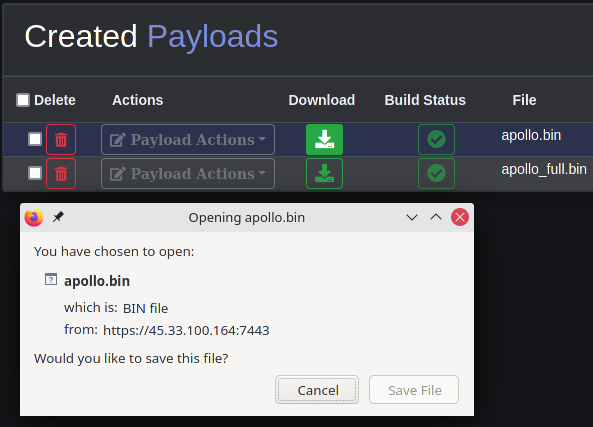 Created Payloads
Delete Actions Download Build Status File
Payload Actions apollo.bin
Payload Actions apollo_full.bin
Opening apollo.bin
You have chosen to open:
apollo.bin
which is: BIN file
from: https://45.33.100.164:7443
Would you like to save this file?
Cancel Save File